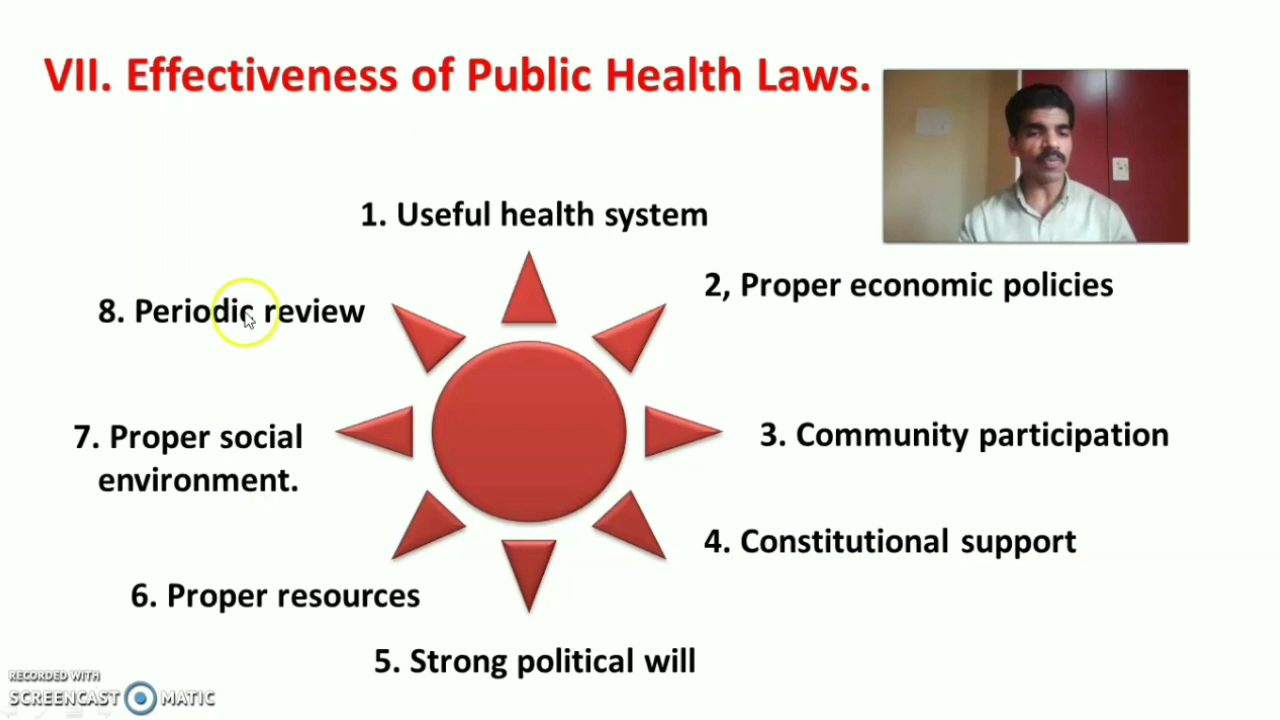 VII. Effectiveness of Public Health Laws.
1. Useful health system
2, Proper economic policies
3. Community participation
4. Constitutional support
5. Strong political will
6. Proper resources
7. Proper social
environment.
8. Periodic review
RECORDED WITH
SCREENCAST MATIC